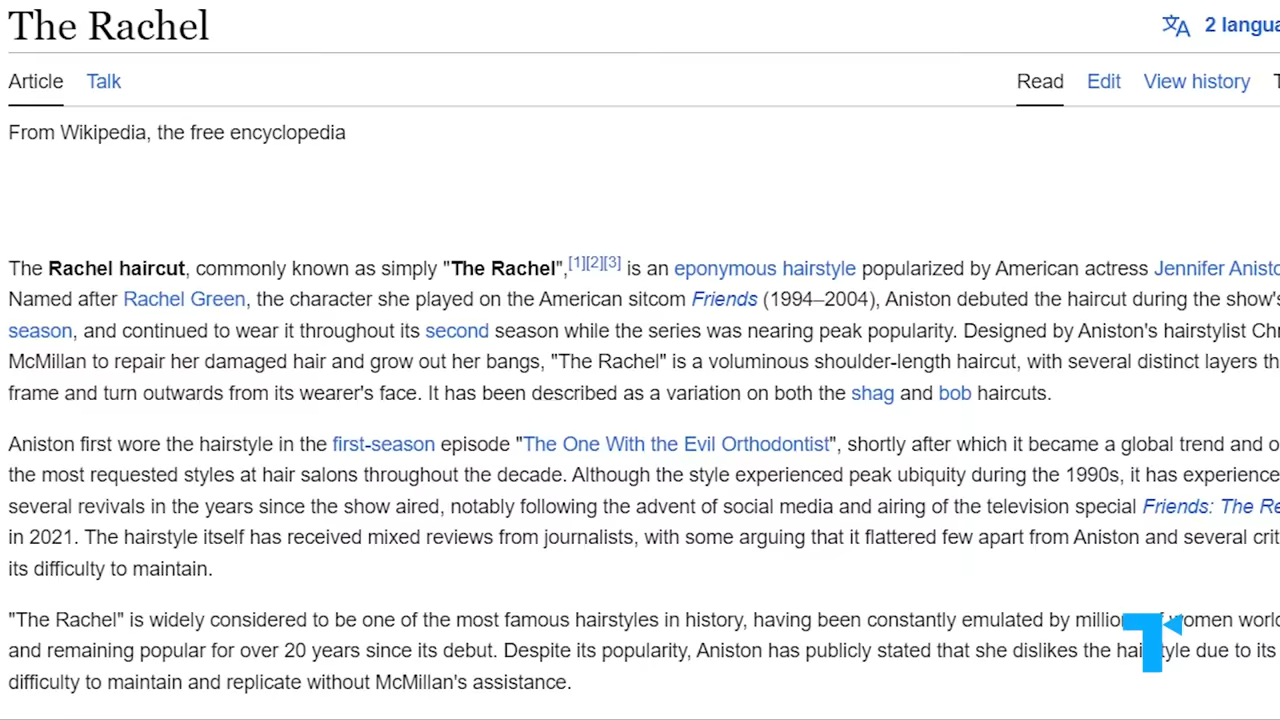 The Rachel
2 langua
Article Talk Read Edit View history
From Wikipedia, the free encyclopedia
The Rachel haircut, commonly known as simply "The Rachel",[1][2][3] is an eponymous hairstyle popularized by American actress Jennifer Anisto
Named after Rachel Green, the character she played on the American sitcom Friends (1994–2004), Aniston debuted the haircut during the show's
season, and continued to wear it throughout its second season while the series was nearing peak popularity. Designed by Aniston's hairstylist Chr
McMillan to repair her damaged hair and grow out her bangs, "The Rachel" is a voluminous shoulder-length haircut, with several distinct layers th
frame and turn outwards from its wearer's face. It has been described as a variation on both the shag and bob haircuts.
Aniston first wore the hairstyle in the first-season episode "The One With the Evil Orthodontist", shortly after which it became a global trend and o
the most requested styles at hair salons throughout the decade. Although the style experienced peak ubiquity during the 1990s, it has experience
several revivals in the years since the show aired, notably following the advent of social media and airing of the television special Friends: The Re
in 2021. The hairstyle itself has received mixed reviews from journalists, with some arguing that it flattered few apart from Aniston and several crit
its difficulty to maintain.
"The Rachel" is widely considered to be one of the most famous hairstyles in history, having been constantly emulated by millio women world
and remaining popular for over 20 years since its debut. Despite its popularity, Aniston has publicly stated that she dislikes the hai tyle due to its
difficulty to maintain and replicate without McMillan's assistance.